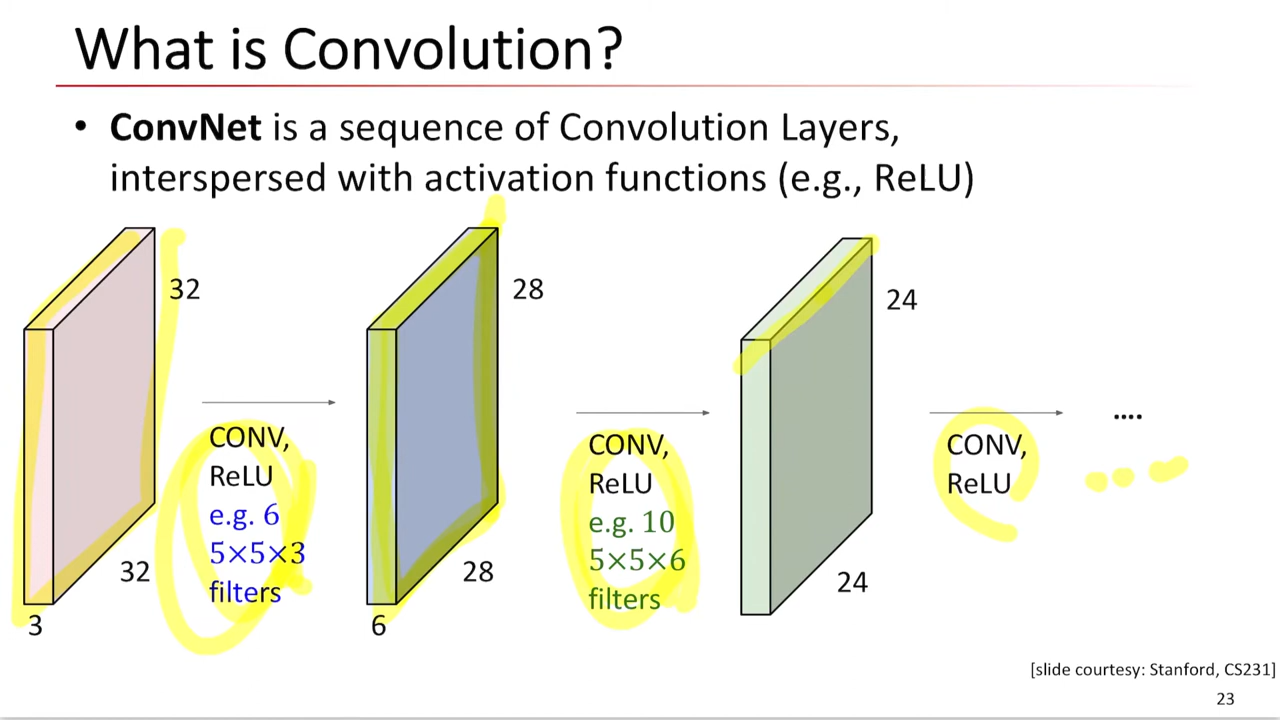 What is Convolution?
• ConvNet is a sequence of Convolution Layers,
interspersed with activation functions (e.g., ReLU)
32
32
3
CONV,
ReLU
e.g. 6
5×5×3
filters
28
28
6
CONV,
ReLU
e.g. 10
5×5×6
filters
24
24
CONV,
ReLU
....
[slide courtesy: Stanford, CS231]
23